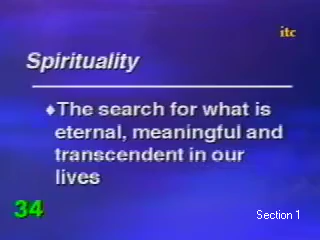 itc
Spirituality
♦The search for what is
eternal, meaningful and
transcendent in our
lives
34
Section 1